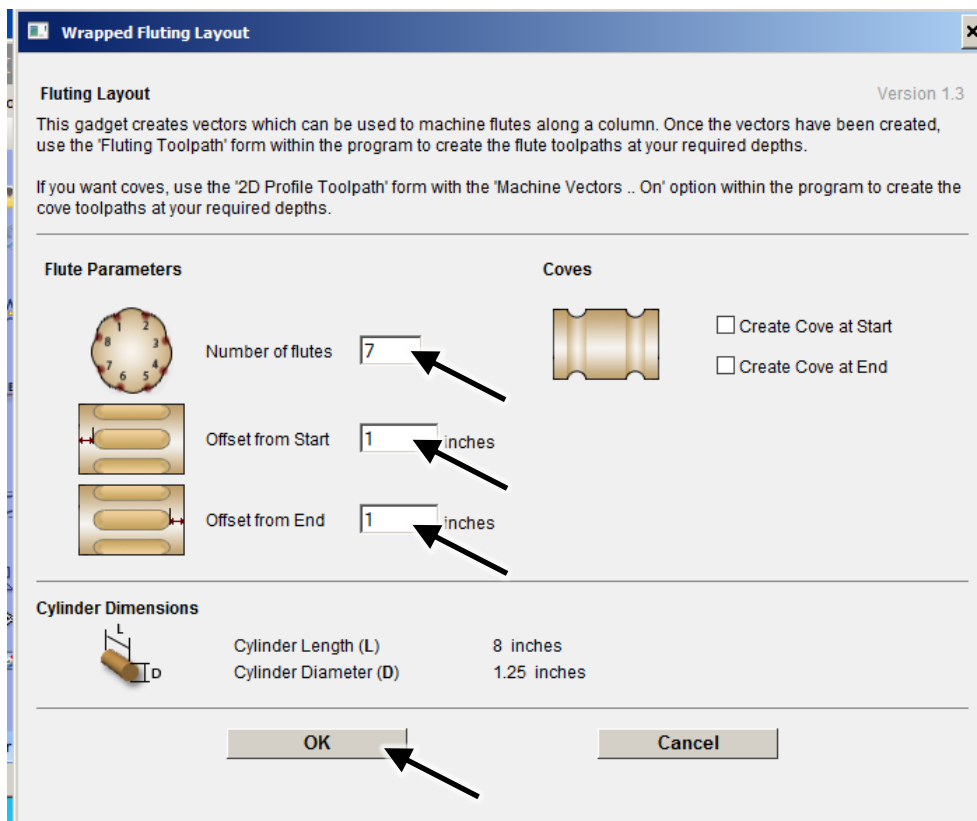 Wrapped Fluting Layout
Fluting Layout
Version 1.3
This gadget creates vectors which can be used to machine flutes along a column. Once the vectors have been created,
use the 'Fluting Toolpath' form within the program to create the flute toolpaths at your required depths.
If you want coves, use the '2D Profile Toolpath' form with the 'Machine Vectors .. On' option within the program to create the
cove toolpaths at your required depths.
Flute Parameters
Coves
1 2 3 4 5 6 7 8
Number of flutes 7
Create Cove at Start
Create Cove at End
Offset from Start 1 inches
Offset from End 1 inches
Cylinder Dimensions
L
D
Cylinder Length (L) 8 inches
Cylinder Diameter (D) 1.25 inches
OK
Cancel